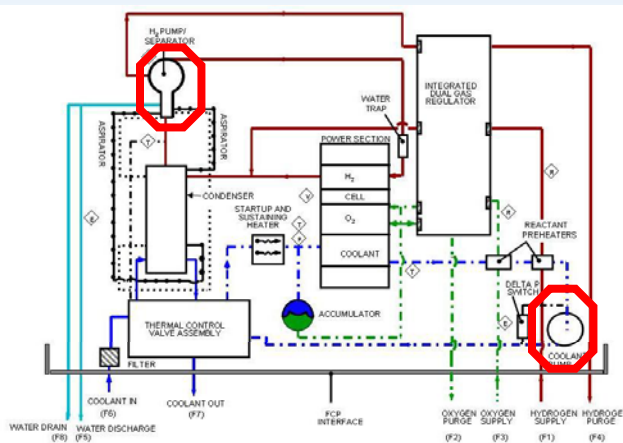 H2 PUMP/
SEPARATOR
ASPIRATOR
ASPIRATOR
T
INTEGRATED
DUAL GAS
REGULATOR
WATER
TRAP
POWER SECTION
H2
CELL
O2
COOLANT
V
CONDENSER
STARTUP AND
SUSTAINING
HEATER
T
T
R
R
REACTANT
PREHEATERS
DELTA P
SWITCH
E
COOLANT
PUMP
ACCUMULATOR
THERMAL CONTROL
VALVE ASSEMBLY
FILTER
WATER DRAIN
(F8)
WATER DISCHARGE
(F5)
COOLANT IN
(F6)
COOLANT OUT
(F7)
FCP
INTERFACE
OXYGEN
PURGE
(F2)
OXYGEN
SUPPLY
(F3)
HYDROGEN
SUPPLY
(F1)
HYDROGEN
PURGE
(F4)